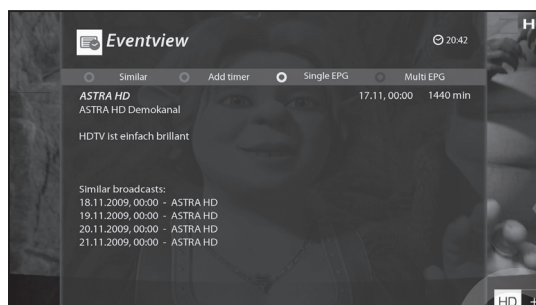 Eventview
20:42
Similar Add timer Single EPG Multi EPG
ASTRA HD 17.11, 00:00 1440 min
ASTRA HD Demokanal
HDTV ist einfach brillant
Similar broadcasts:
18.11.2009, 00:00 - ASTRA HD
19.11.2009, 00:00 - ASTRA HD
20.11.2009, 00:00 - ASTRA HD
21.11.2009, 00:00 - ASTRA HD
H
HD +